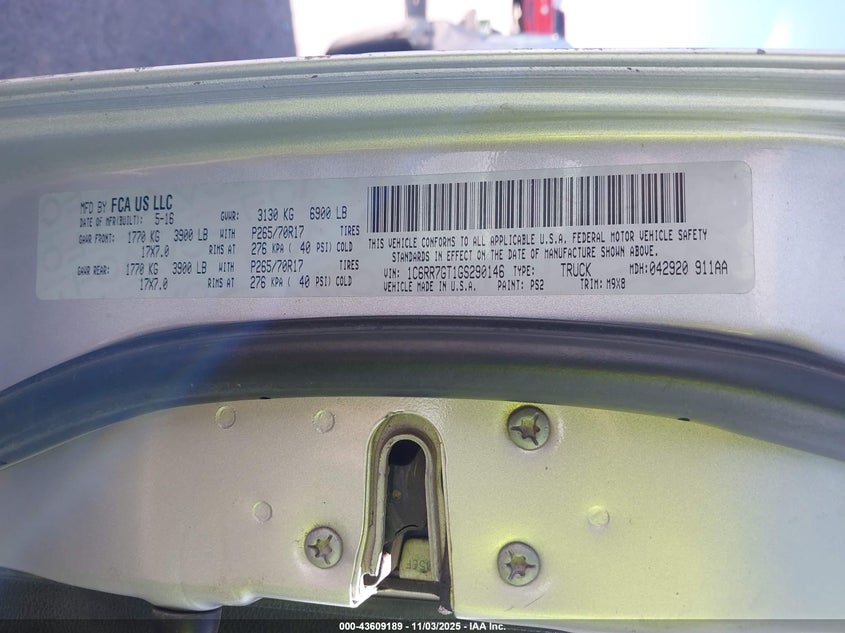 MFD BY FCA US LLC
DATE OF MFR(BUILT): 5-16 GVWR: 3130 KG 6900 LB
GAWR FRONT: 1770 KG 3900 LB WITH P265/70R17 TIRES
17X7.0 RIMS AT 276 KPA ( 40 PSI) COLD
GAWR REAR: 1770 KG 3900 LB WITH P265/70R17 TIRES
17X7.0 RIMS AT 276 KPA ( 40 PSI) COLD
THIS VEHICLE CONFORMS TO ALL APPLICABLE U.S.A. FEDERAL MOTOR VEHICLE SAFETY
STANDARDS IN EFFECT ON THE DATE OF MANUFACTURE SHOWN ABOVE.
VIN: 1C6RR7GT1GS290146 TYPE: TRUCK MDH: 042920 911AA
VEHICLE MADE IN U.S.A. PAINT: PS2 TRIM: M9X8
000-43609189 - 11/03/2025 - IAA Inc.